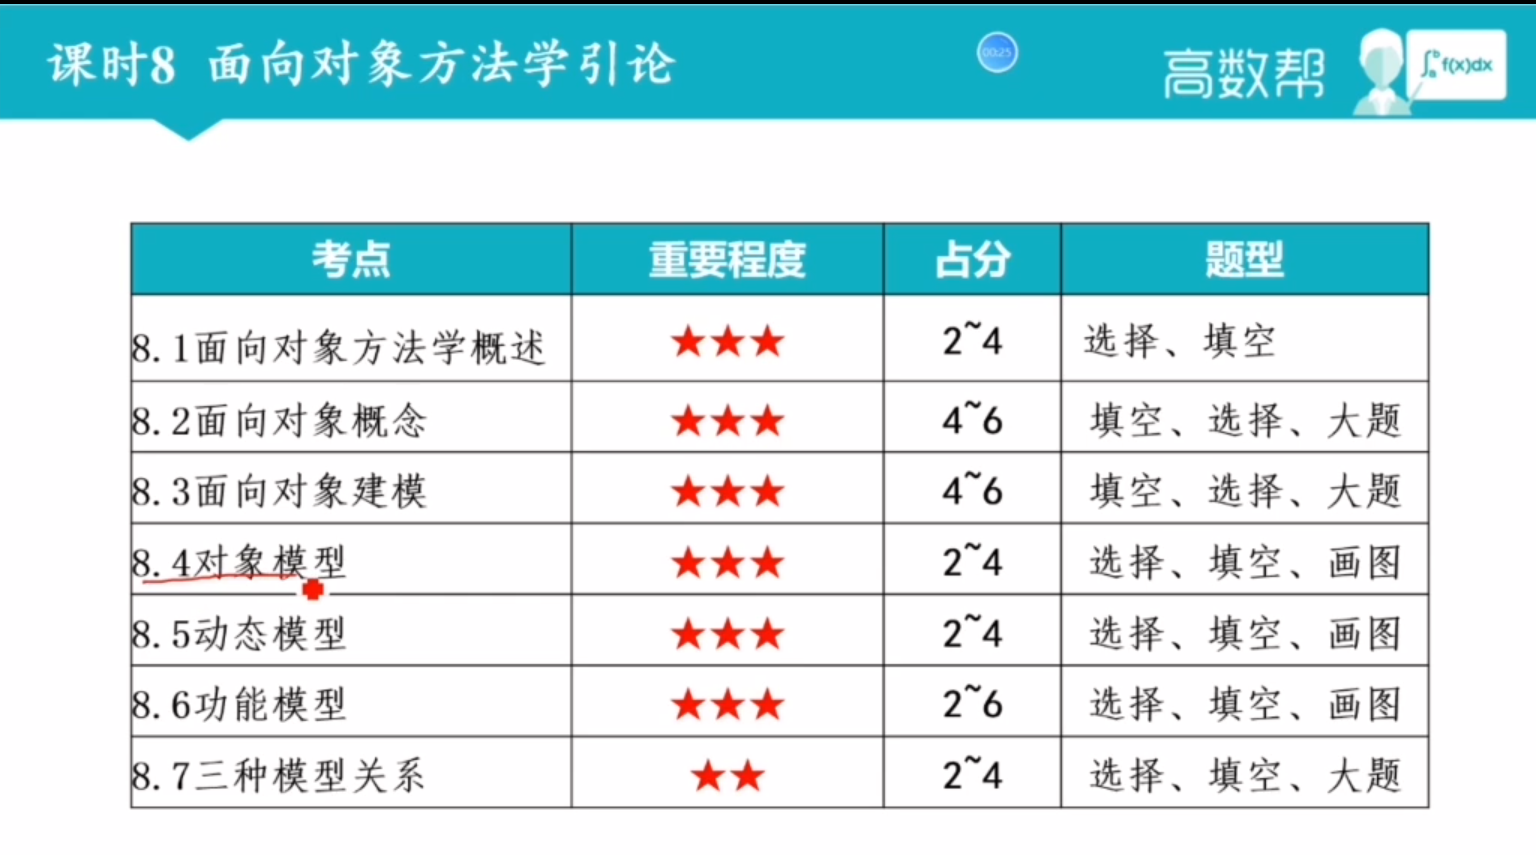 课时8 面向对象方法学引论
00:25
高数帮
∫ₐᵇf(x)dx
考点 重要程度 占分 题型
8.1面向对象方法学概述 ★★★ 2~4 选择、填空
8.2面向对象概念 ★★★ 4~6 填空、选择、大题
8.3面向对象建模 ★★★ 4~6 填空、选择、大题
8.4对象模型 ★★★ 2~4 选择、填空、画图
8.5动态模型 ★★★ 2~4 选择、填空、画图
8.6功能模型 ★★★ 2~6 选择、填空、画图
8.7三种模型关系 ★★ 2~4 选择、填空、大题